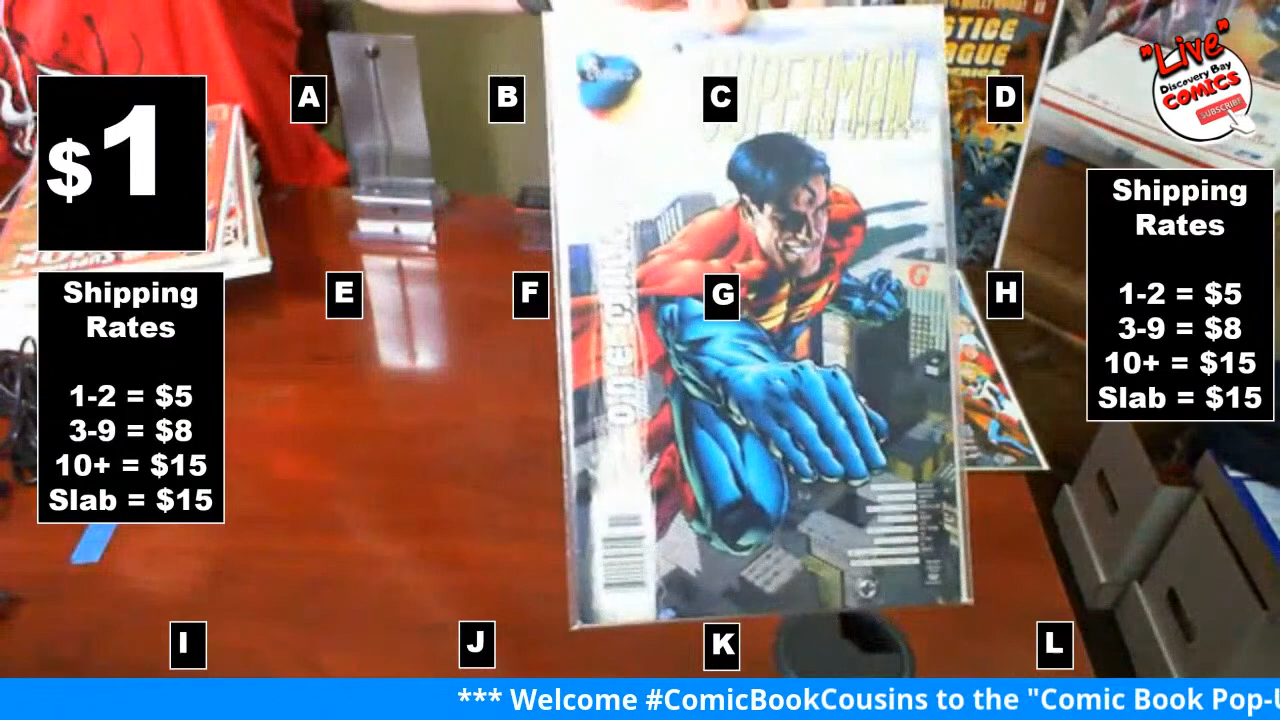 $1
Shipping
Rates
1-2 = $5
3-9 = $8
10+ = $15
Slab = $15
A
B
C
D
E
F
G
H
I
J
K
L
SUPERMAN
STICE
AGUE
"Live"
Discovery Bay
COMICS
SUBSCRIBE!
Shipping
Rates
1-2 = $5
3-9 = $8
10+ = $15
Slab = $15
*** Welcome #ComicBookCousins to the "Comic Book Pop-U